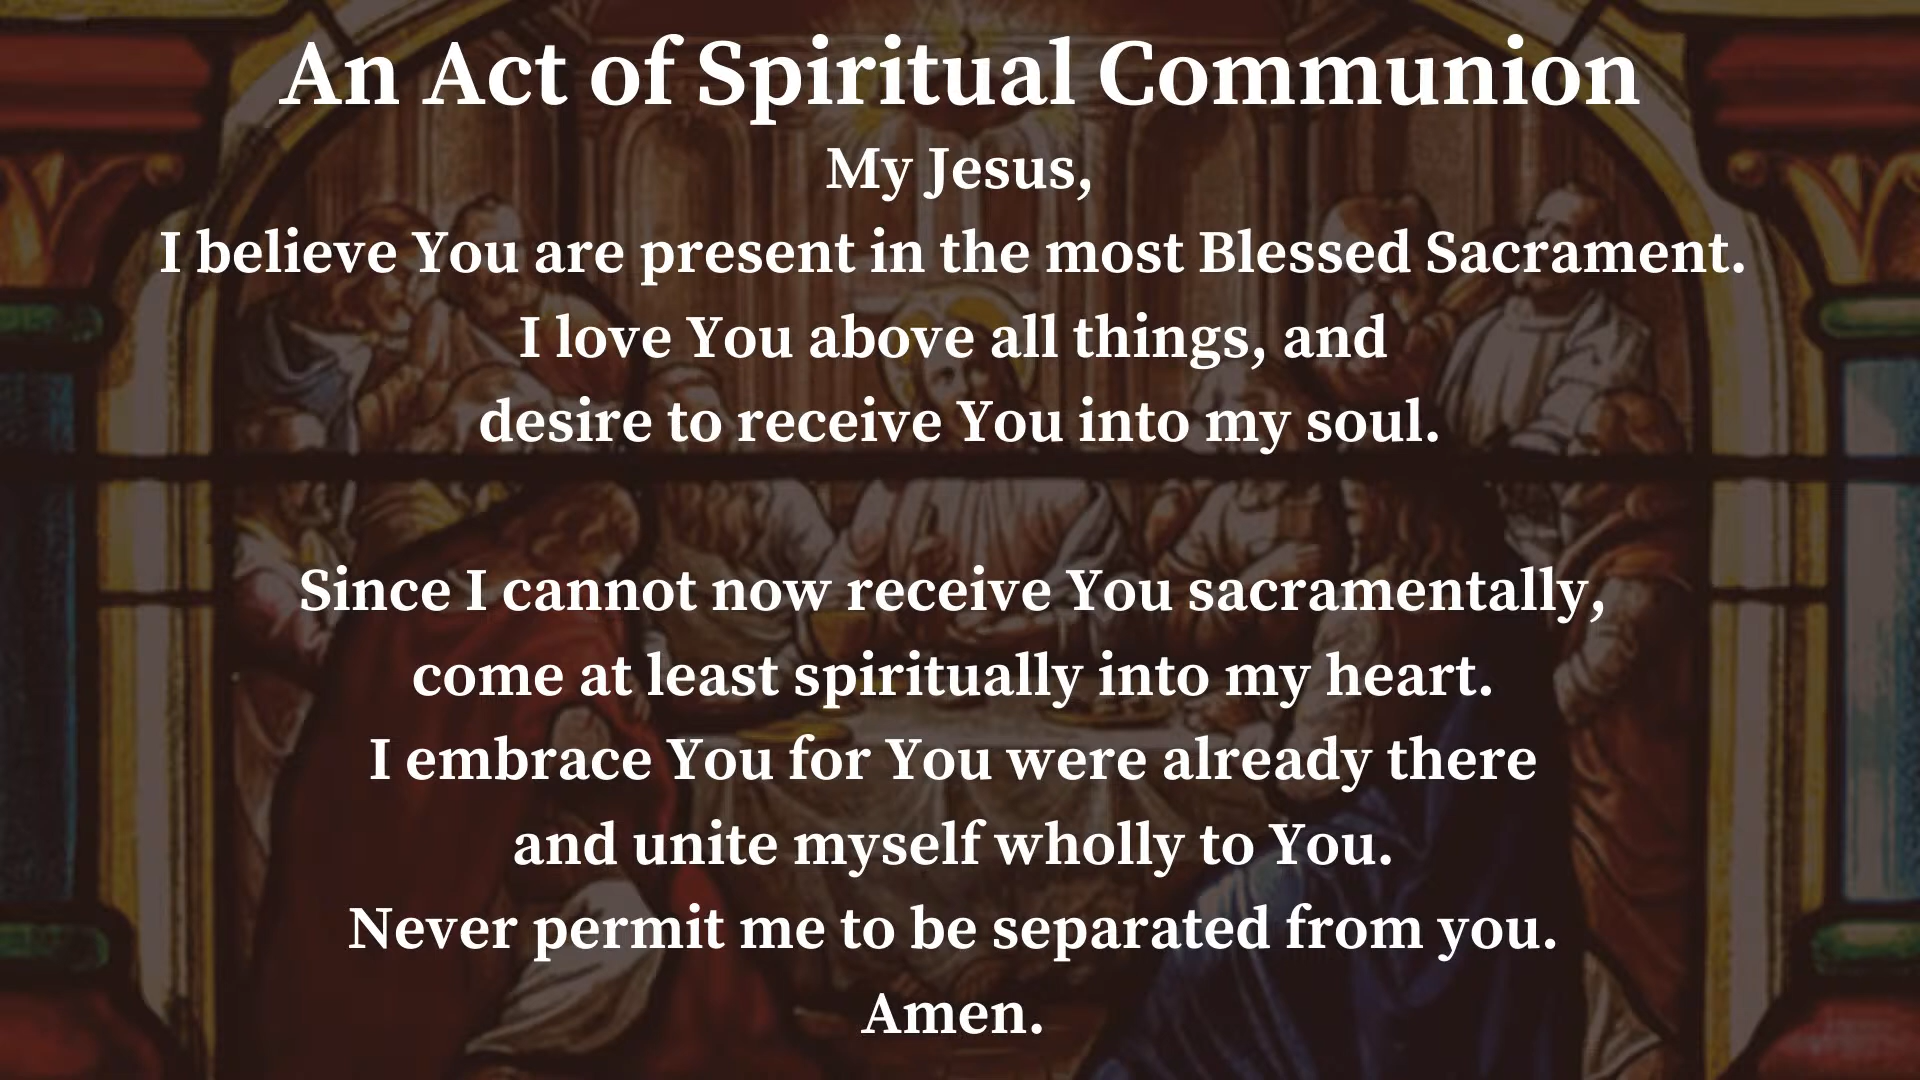 An Act of Spiritual Communion
My Jesus,
I believe You are present in the most Blessed Sacrament.
I love You above all things, and
desire to receive You into my soul.
Since I cannot now receive You sacramentally,
come at least spiritually into my heart.
I embrace You for You were already there
and unite myself wholly to You.
Never permit me to be separated from you.
Amen.